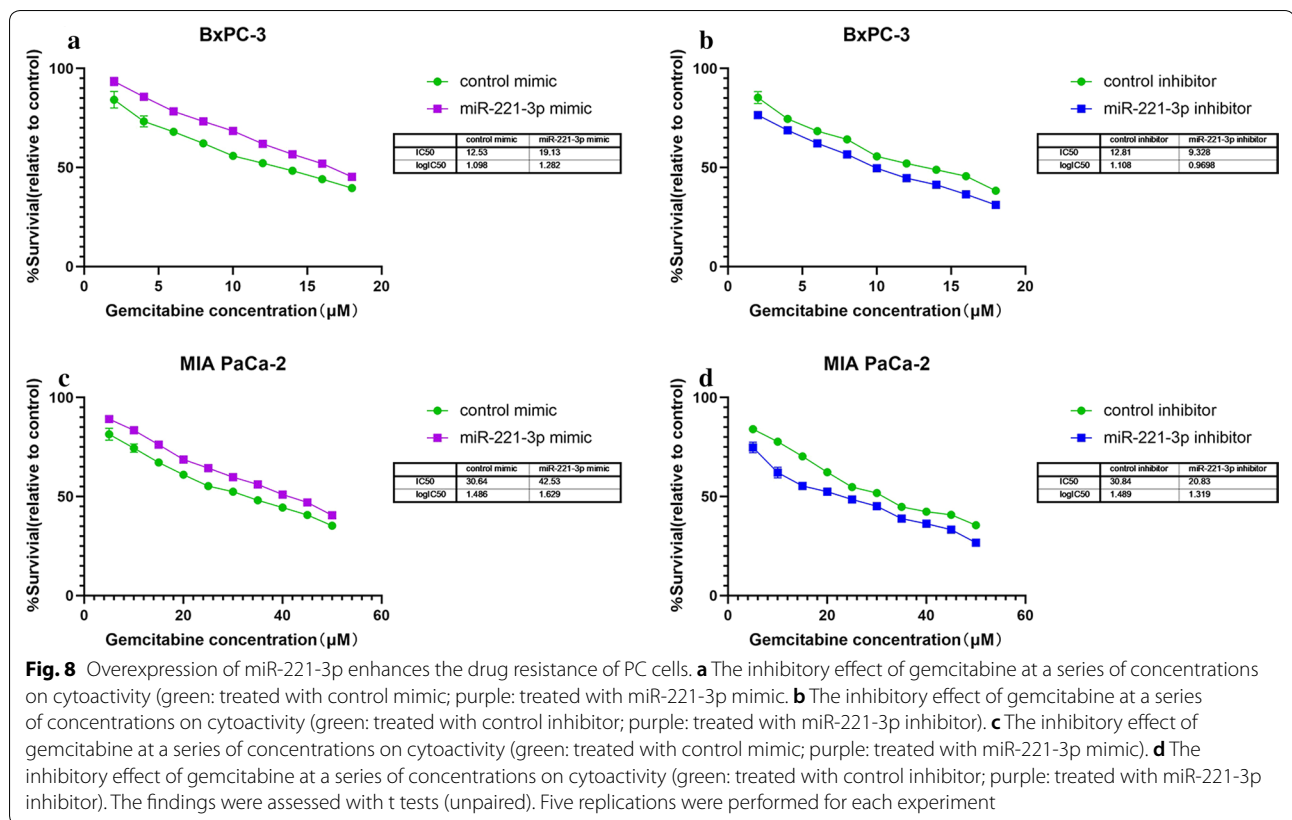 a
BxPC-3
%Survivial(relative to control)
100
50
0
0 5 10 15 20
Gemcitabine concentration(μM)
control mimic
miR-221-3p mimic
control mimic miR-221-3p mimic
IC50 12.53 19.13
logIC50 1.098 1.282
b
BxPC-3
%Survivial(relative to control)
100
50
0
0 5 10 15 20
Gemcitabine concentration(μM)
control inhibitor
miR-221-3p inhibitor
control inhibitor miR-221-3p inhibitor
IC50 12.81 9.328
logIC50 1.108 0.9698
c
MIA PaCa-2
%Survivial(relative to control)
100
50
0
0 20 40 60
Gemcitabine concentration(μM)
control mimic
miR-221-3p mimic
control mimic miR-221-3p mimic
IC50 30.64 42.53
logIC50 1.486 1.629
d
MIA PaCa-2
%Survivial(relative to control)
100
50
0
0 20 40 60
Gemcitabine concentration(μM)
control inhibitor
miR-221-3p inhibitor
control inhibitor miR-221-3p inhibitor
IC50 30.84 20.83
logIC50 1.489 1.319
Fig. 8 Overexpression of miR-221-3p enhances the drug resistance of PC cells. a The inhibitory effect of gemcitabine at a series of concentrations
on cytoactivity (green: treated with control mimic; purple: treated with miR-221-3p mimic. b The inhibitory effect of gemcitabine at a series
of concentrations on cytoactivity (green: treated with control inhibitor; purple: treated with miR-221-3p inhibitor). c The inhibitory effect of
gemcitabine at a series of concentrations on cytoactivity (green: treated with control mimic; purple: treated with miR-221-3p mimic). d The
inhibitory effect of gemcitabine at a series of concentrations on cytoactivity (green: treated with control inhibitor; purple: treated with miR-221-3p
inhibitor). The findings were assessed with t tests (unpaired). Five replications were performed for each experiment